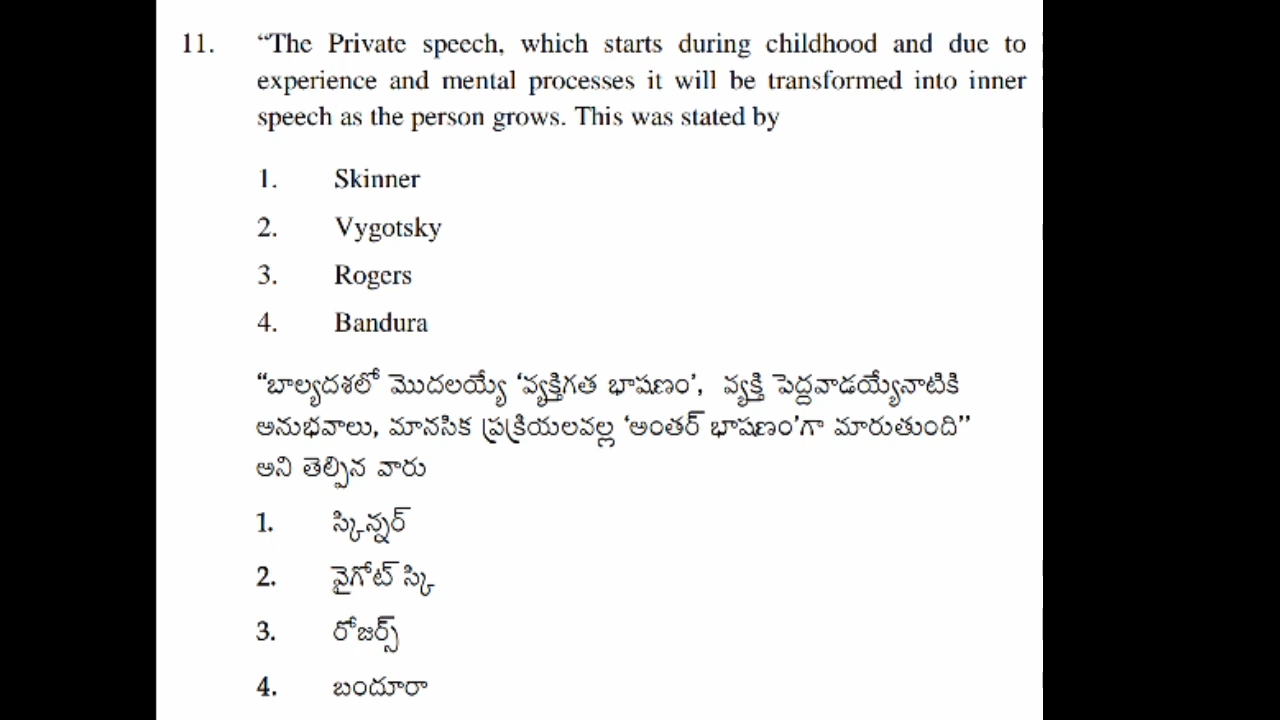 11. “The Private speech, which starts during childhood and due to
experience and mental processes it will be transformed into inner
speech as the person grows. This was stated by
1. Skinner
2. Vygotsky
3. Rogers
4. Bandura
“బాల్యదశలో మొదలయ్యే ‘వ్యక్తిగత భాషణం’, వ్యక్తి పెద్దవాడయ్యేనాటికి
అనుభవాలు, మానసిక ప్రక్రియలవల్ల ‘అంతర్ భాషణం’గా మారుతుంది”
అని తెల్పిన వారు
1. స్కిన్నర్
2. వైగోట్ స్కి
3. రోజర్స్
4. బందూరా